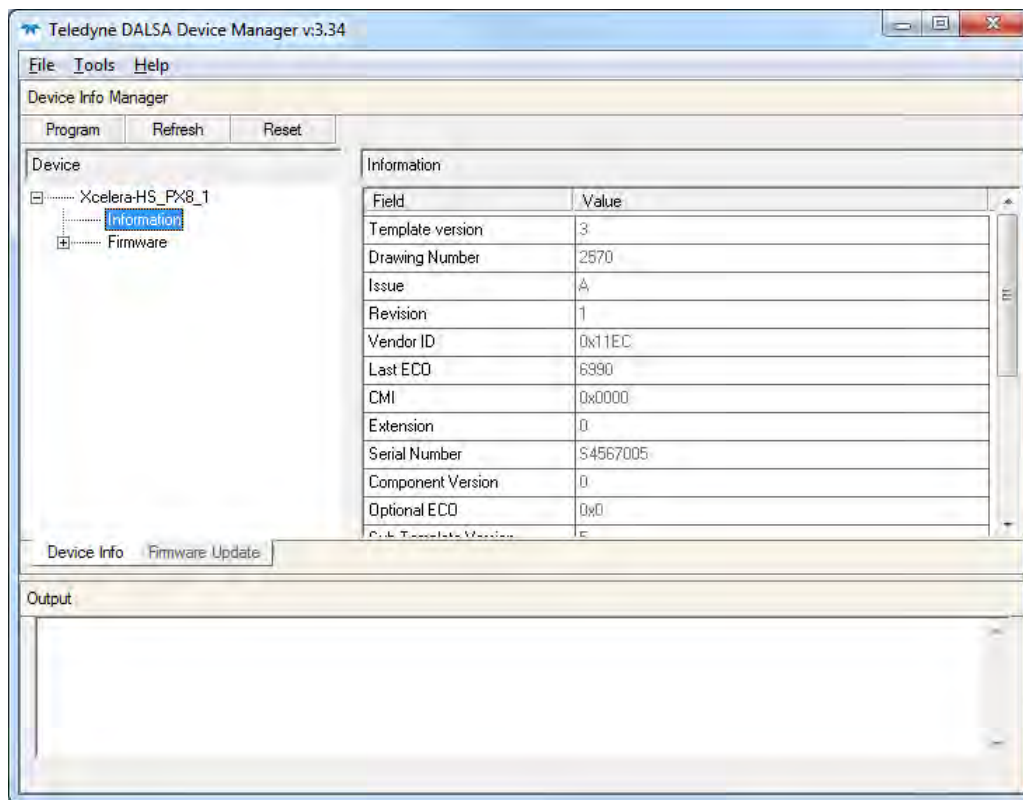 Teledyne DALSA Device Manager v:3.34
File Tools Help
Device Info Manager
Program Refresh Reset
Device
Xcelera-HS_PX8_1
Information
Firmware
Information
Field Value
Template version 3
Drawing Number 2570
Issue A
Revision 1
Vendor ID 0x11EC
Last ECO 6990
CMI 0x0000
Extension 0
Serial Number S4567005
Component Version 0
Optional ECO 0x0
Sub Template Version 5
Device Info Firmware Update
Output